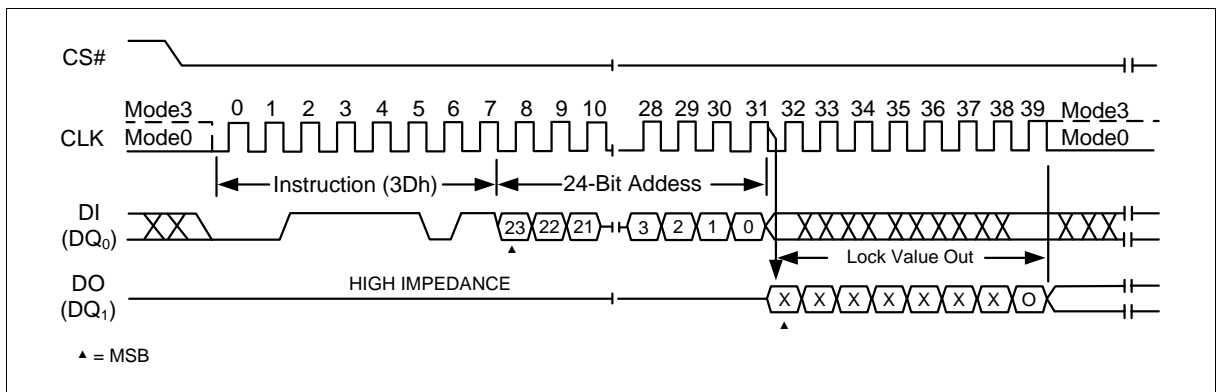 CS#
Mode3 0 1 2 3 4 5 6 7 8 9 10 28 29 30 31 32 33 34 35 36 37 38 39 Mode3
CLK Mode0 Mode0
Instruction (3Dh) 24-Bit Addess
DI
(DQ0) 23 22 21 3 2 1 0
Lock Value Out
DO HIGH IMPEDANCE
(DQ1) X X X X X X X O
▲ = MSB